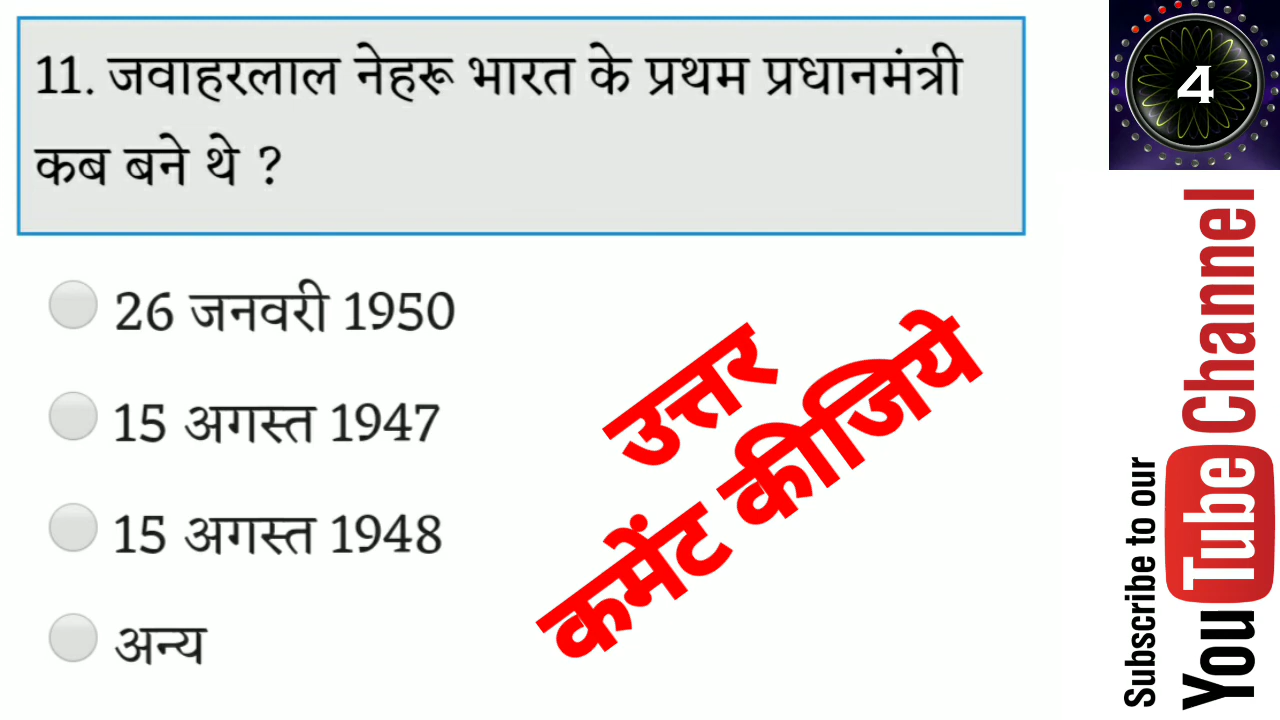 11. जवाहरलाल नेहरू भारत के प्रथम प्रधानमंत्री
कब बने थे ?
26 जनवरी 1950
15 अगस्त 1947
15 अगस्त 1948
अन्य
उत्तर
कमेंट कीजिये
4
Subscribe to our
YouTube Channel